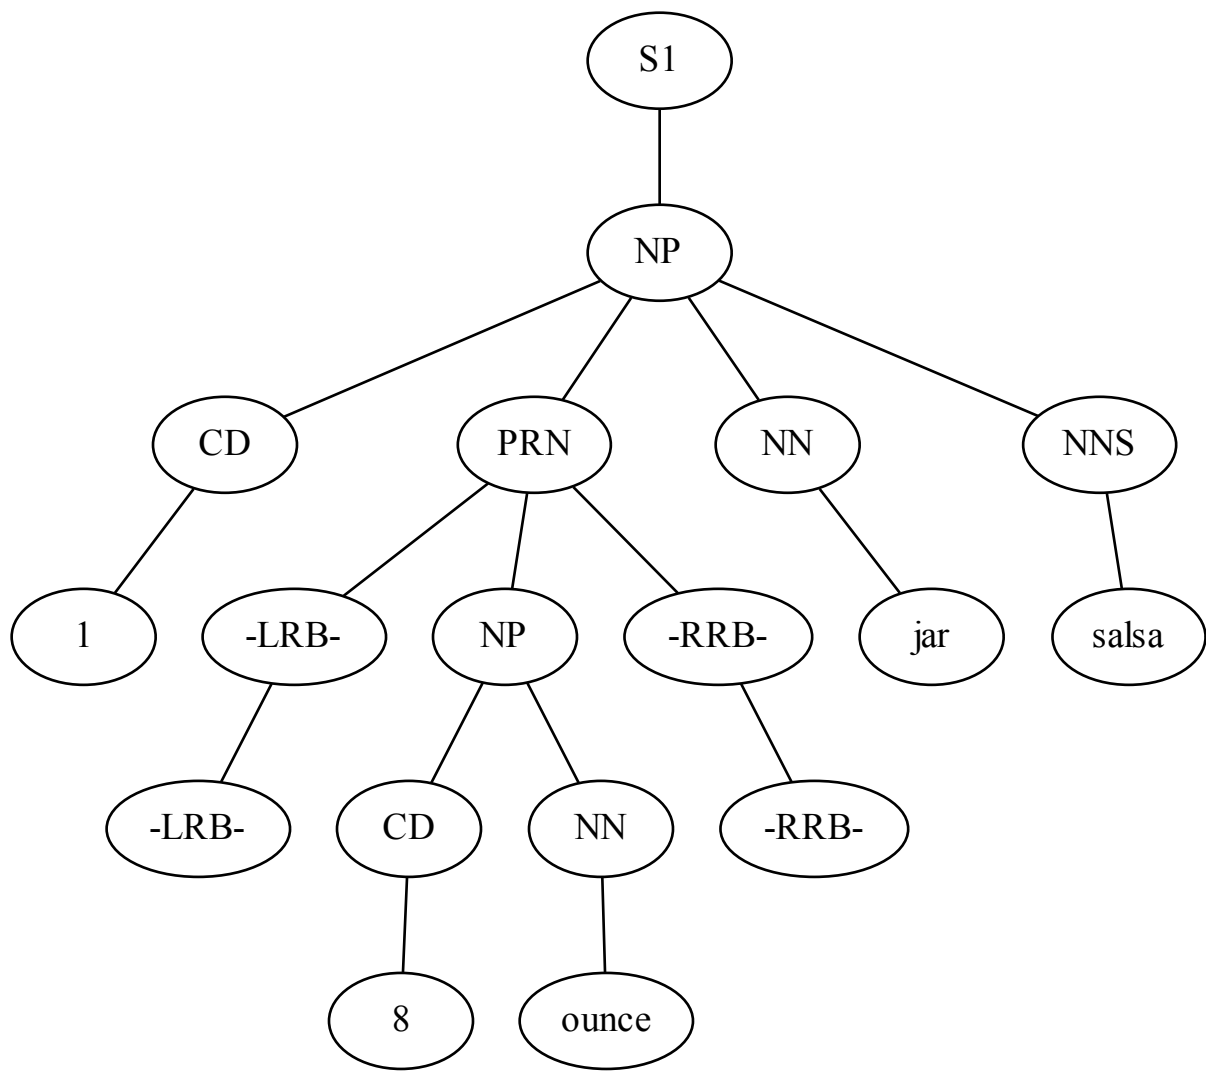 S1
NP
CD PRN NN NNS
1 -LRB- NP -RRB- jar salsa
-LRB- CD NN -RRB-
8 ounce